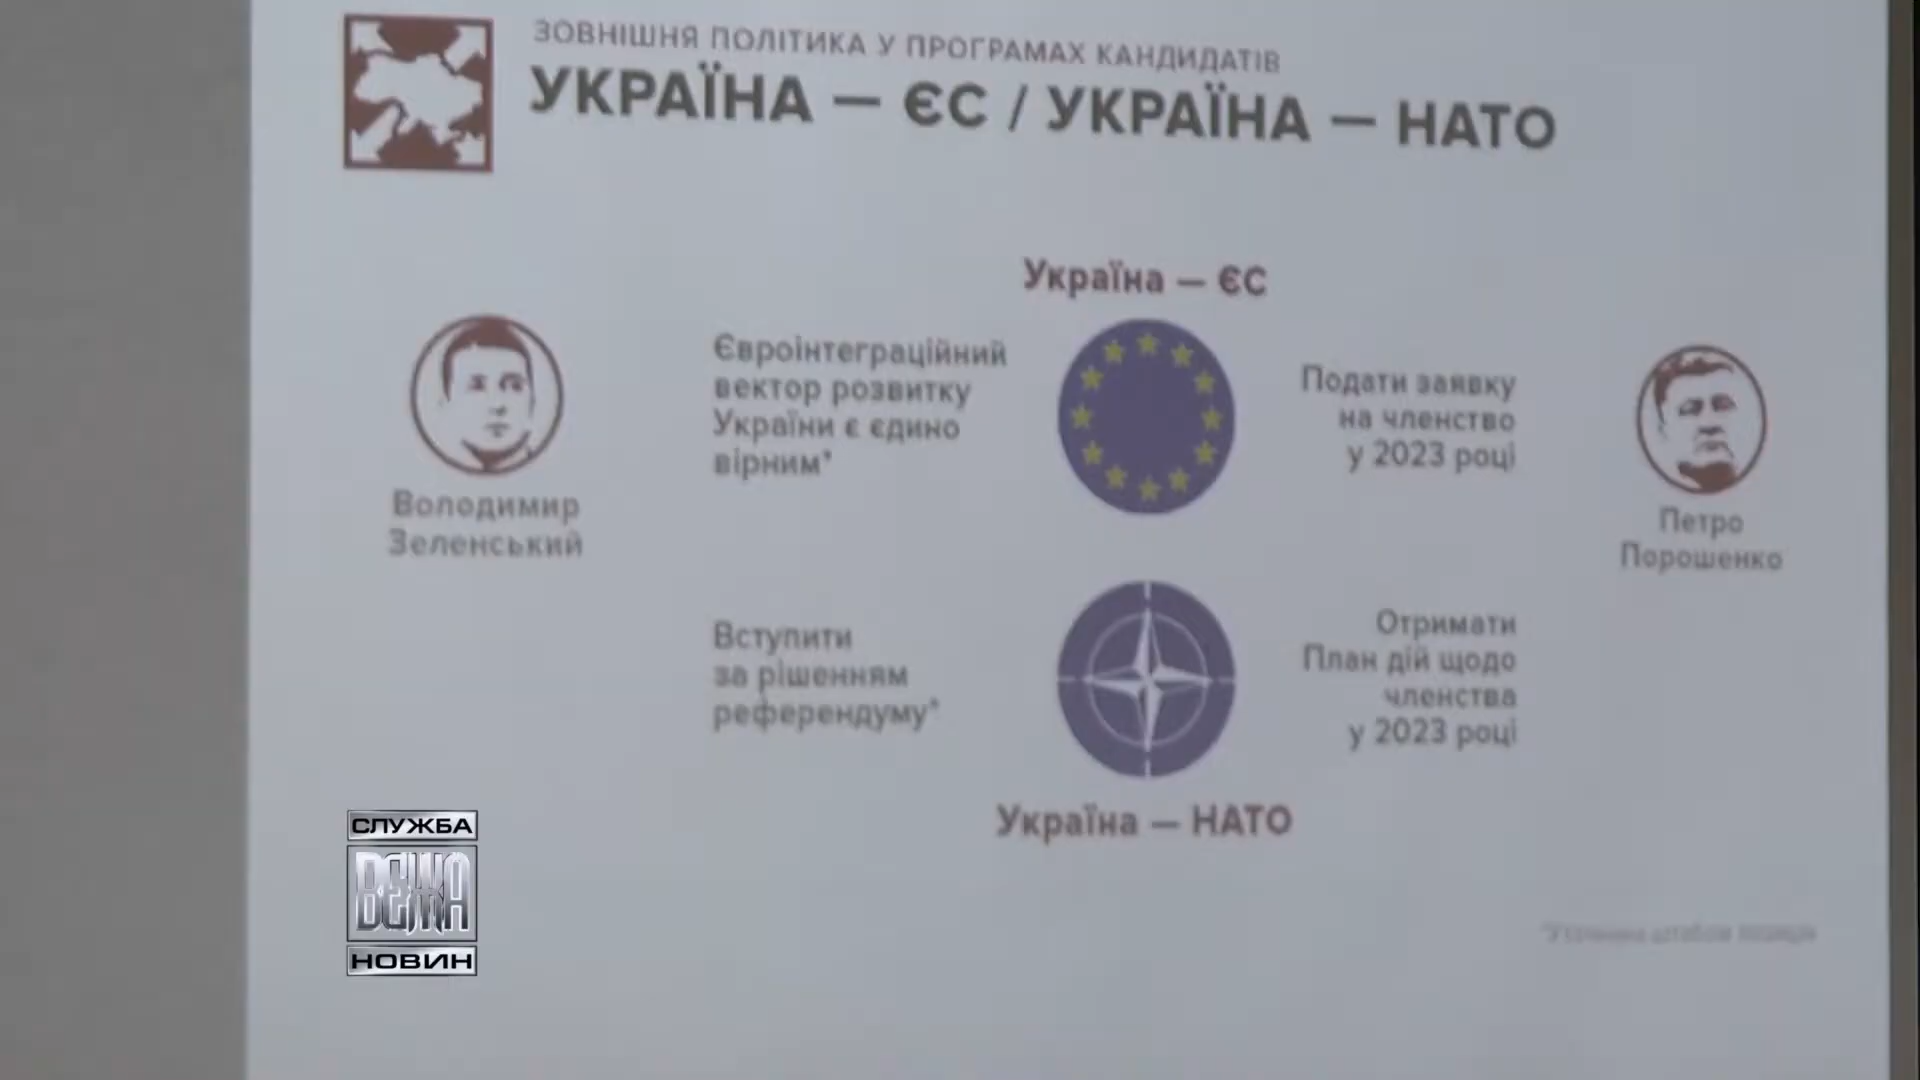 ЗОВНІШНЯ ПОЛІТИКА У ПРОГРАМАХ КАНДИДАТІВ
УКРАЇНА — ЄС / УКРАЇНА — НАТО
Україна — ЄС
Володимир
Зеленський
Євроінтеграційний
вектор розвитку
України є єдино
вірним*
Подати заявку
на членство
у 2023 році
Петро
Порошенко
Вступити
за рішенням
референдуму*
Отримати
План дій щодо
членства
у 2023 році
Україна — НАТО
СЛУЖБА
ВЕЖА
НОВИН